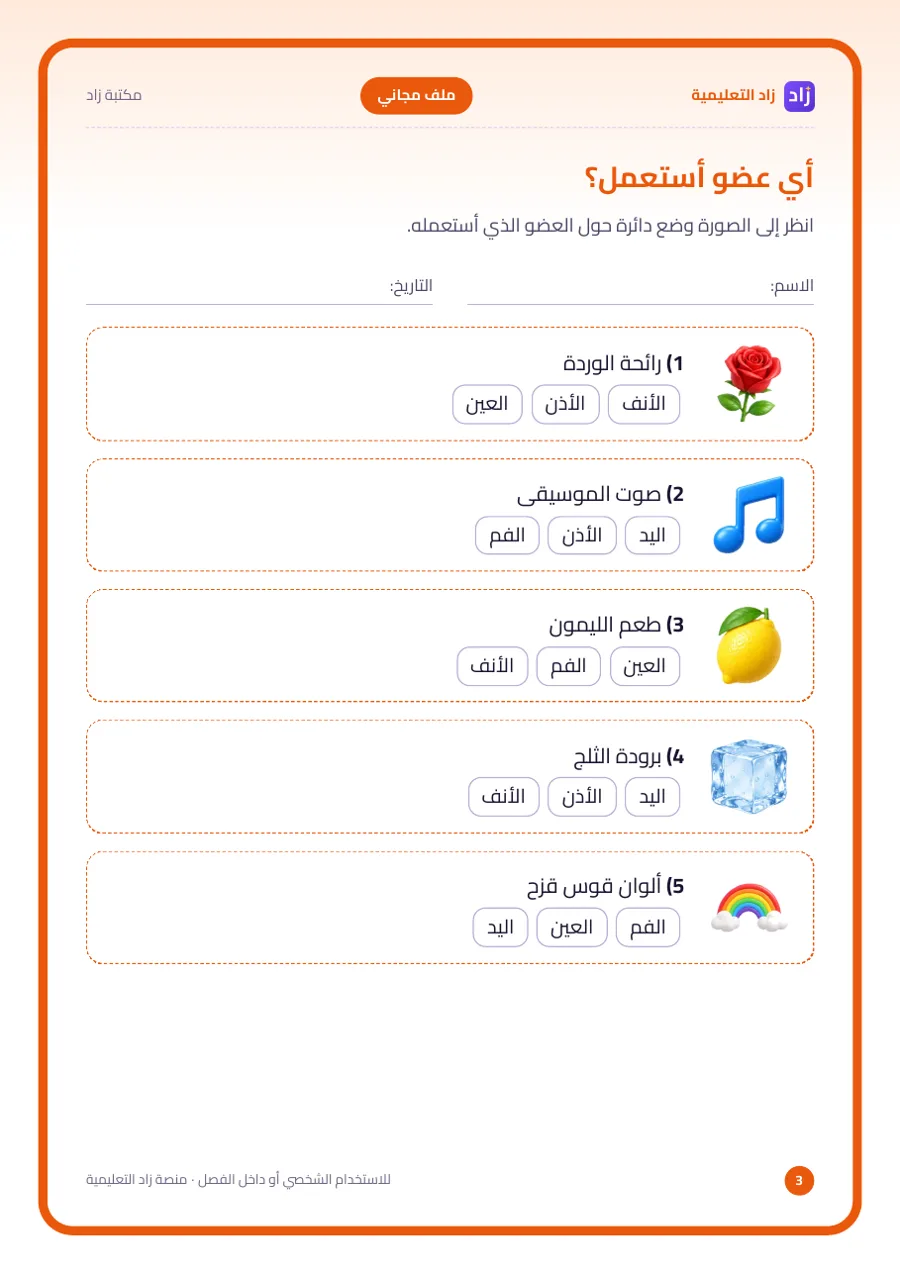 زاد زاد التعليمية
ملف مجاني
مكتبة زاد
أي عضو أستعمل؟
انظر إلى الصورة وضع دائرة حول العضو الذي أستعمله.
الاسم:
التاريخ:
1) رائحة الوردة
الأنف الأذن العين
2) صوت الموسيقى
اليد الأذن الفم
3) طعم الليمون
العين الفم الأنف
4) برودة الثلج
اليد الأذن الأنف
5) ألوان قوس قزح
الفم العين اليد
3
للاستخدام الشخصي أو داخل الفصل · منصة زاد التعليمية